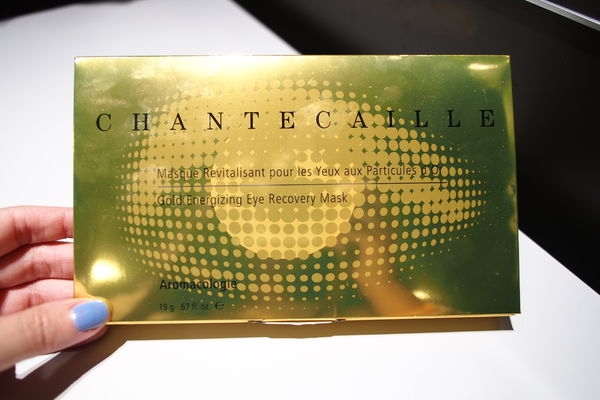 CHANTECAILLE
Masque Revitalisant pour les Yeux aux Particules d'Or
Gold Energizing Eye Recovery Mask
Aromacologie
19 g .67 fl. oz. ℮